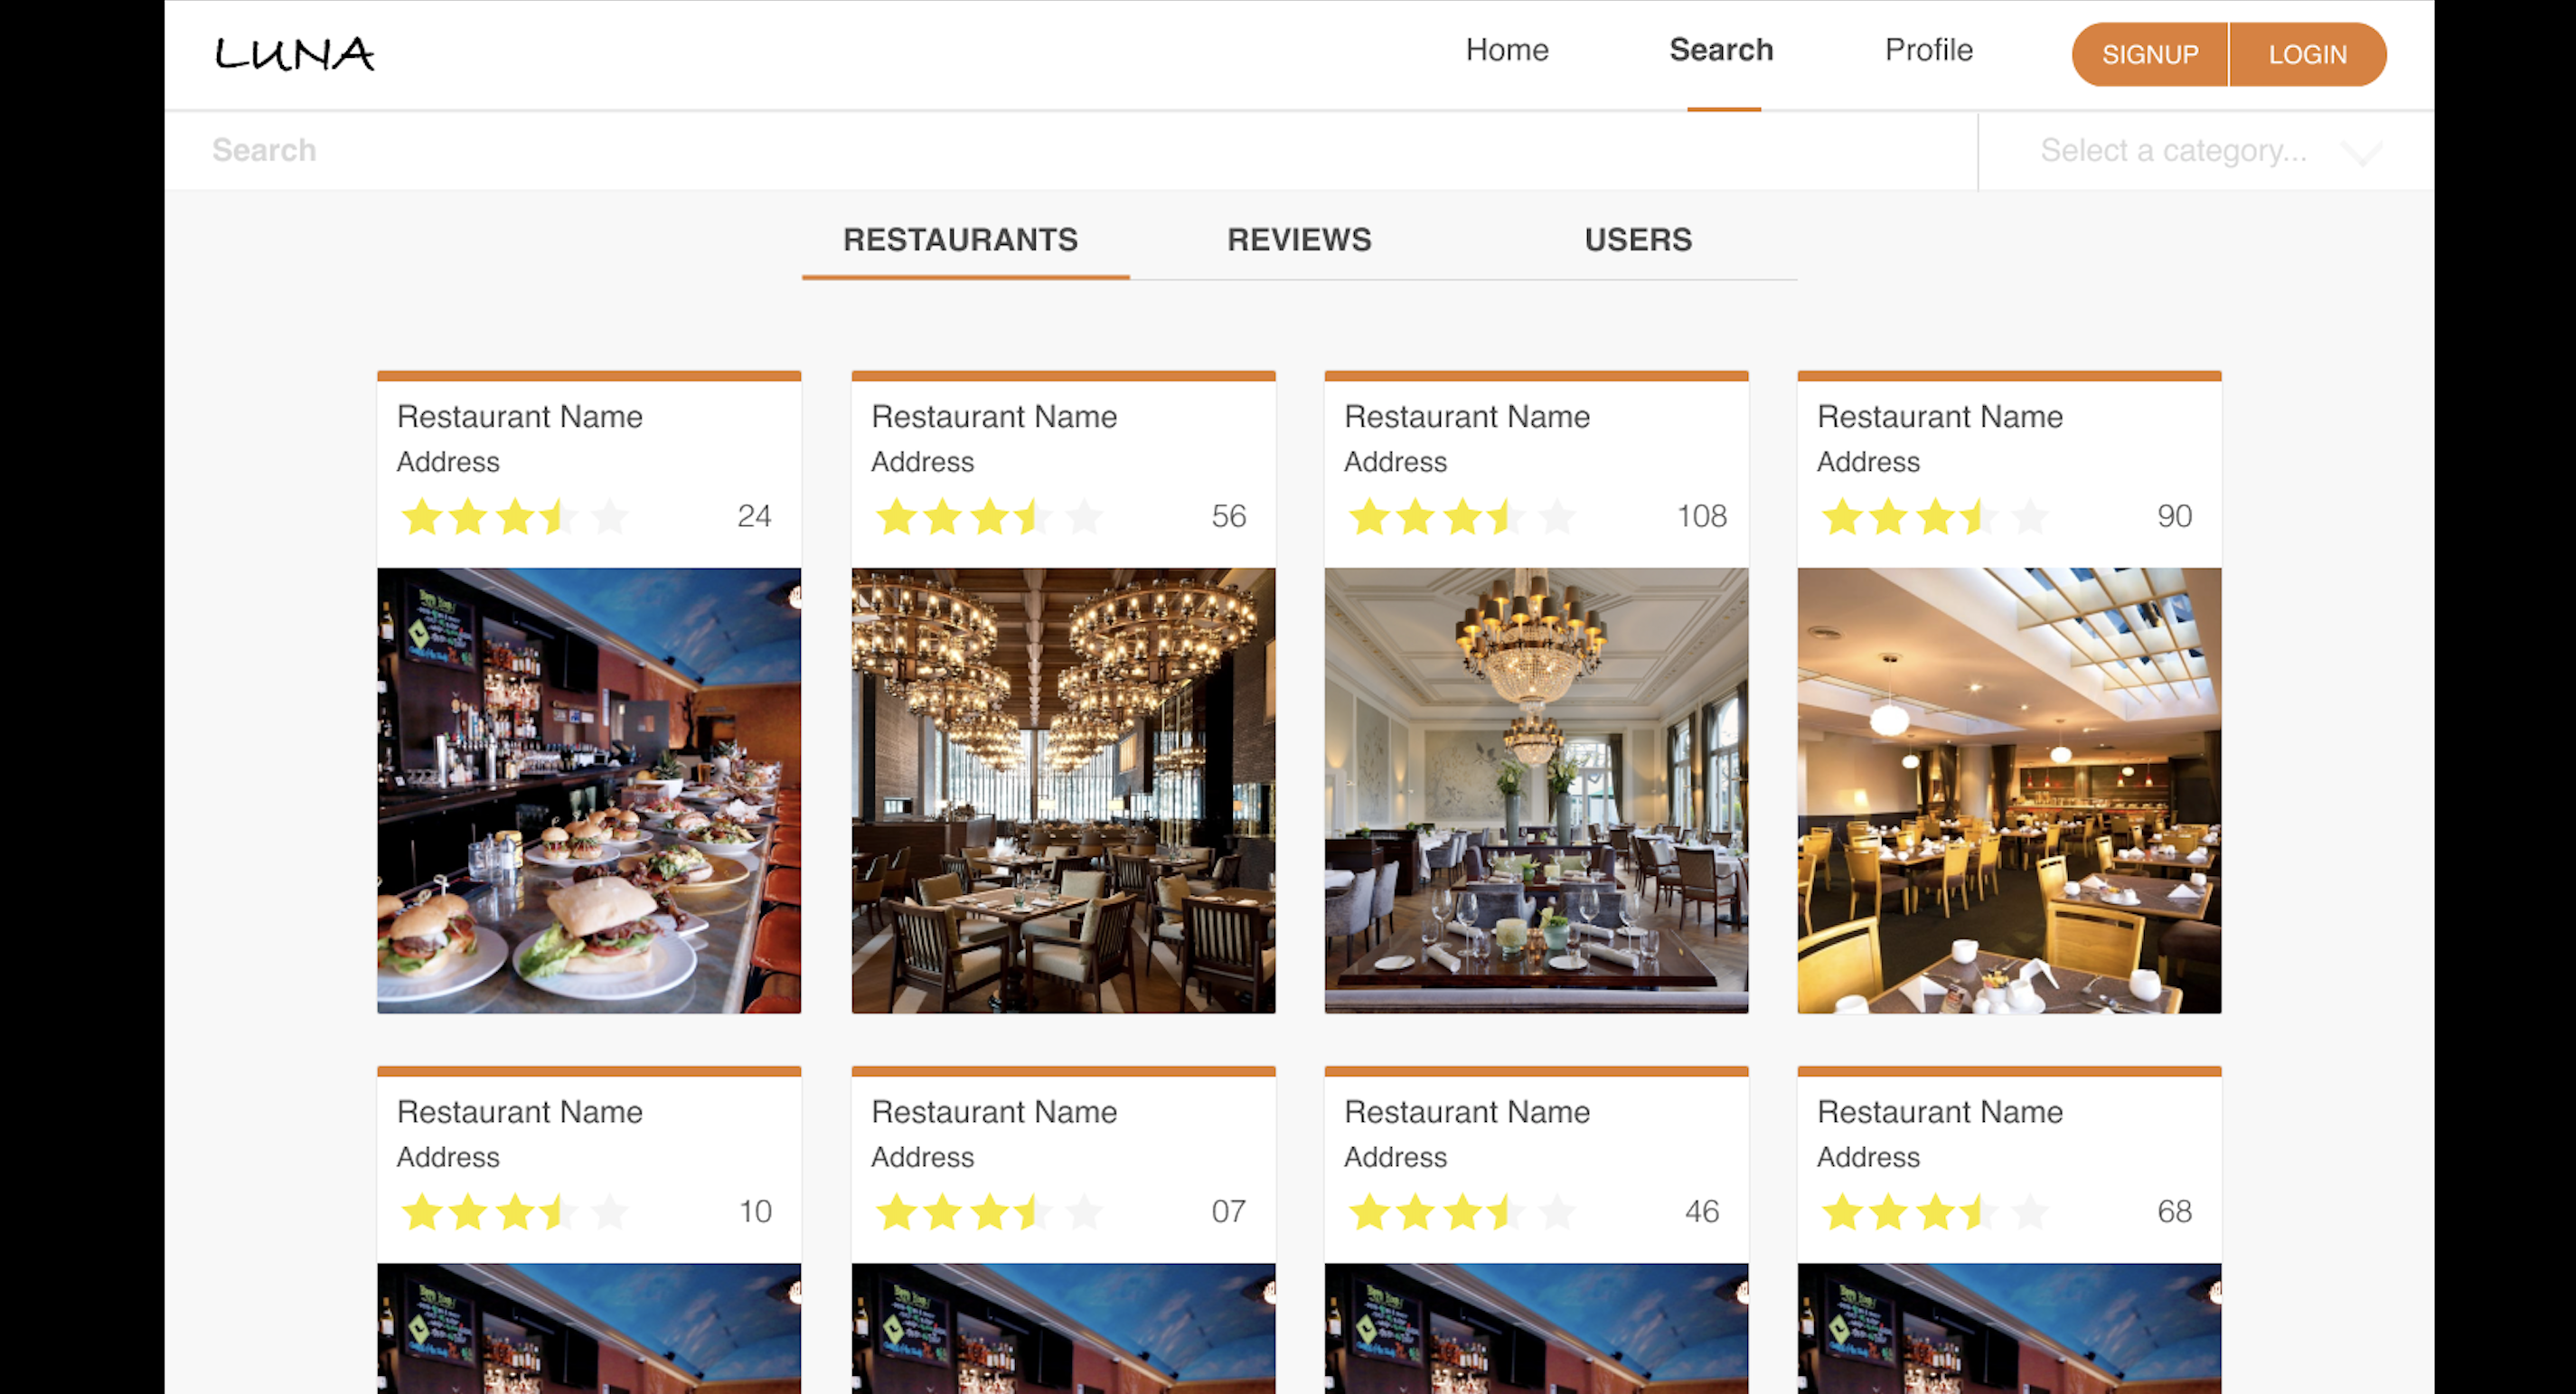 LUNA
Home Search Profile SIGNUP LOGIN
Search Select a category...
RESTAURANTS REVIEWS USERS
Restaurant Name Restaurant Name Restaurant Name Restaurant Name
Address Address Address Address
24 56 108 90
Restaurant Name Restaurant Name Restaurant Name Restaurant Name
Address Address Address Address
10 07 46 68